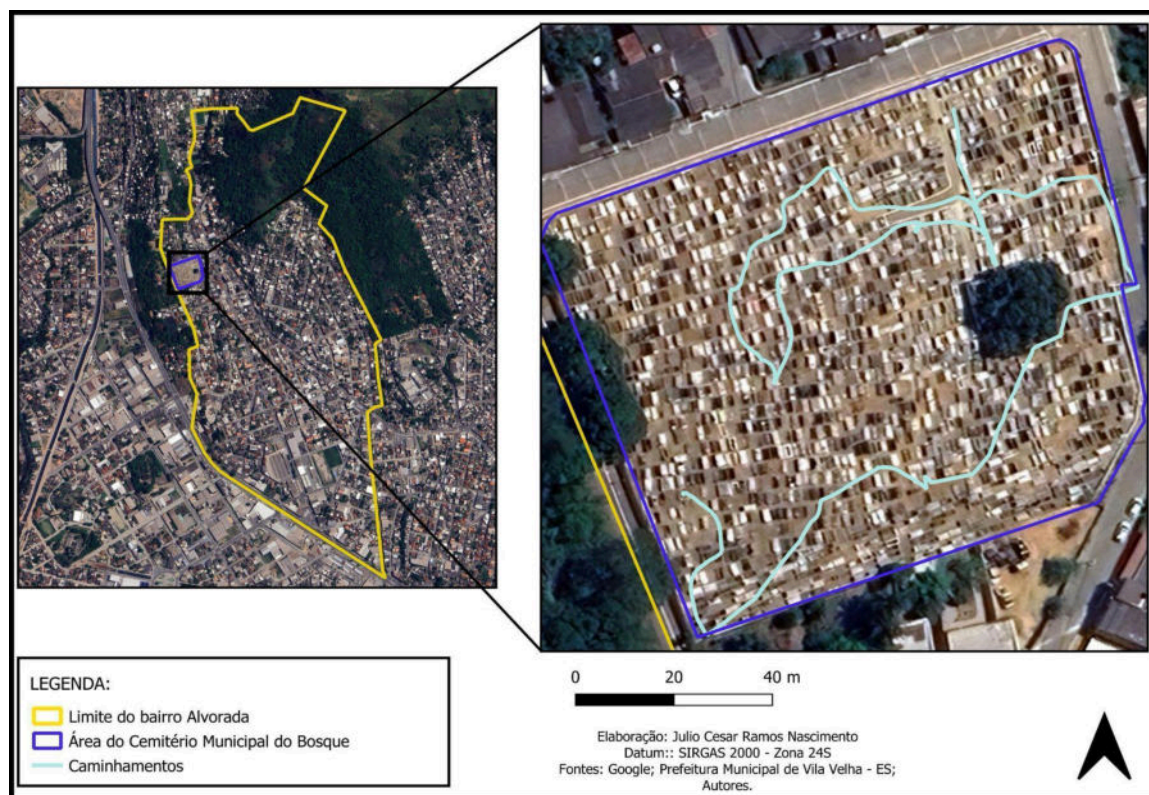 0 20 40 m
LEGENDA:
Limite do bairro Alvorada
Área do Cemitério Municipal do Bosque
Caminhamentos
Elaboração: Julio Cesar Ramos Nascimento
Datum:: SIRGAS 2000 - Zona 24S
Fontes: Google; Prefeitura Municipal de Vila Velha - ES;
Autores.